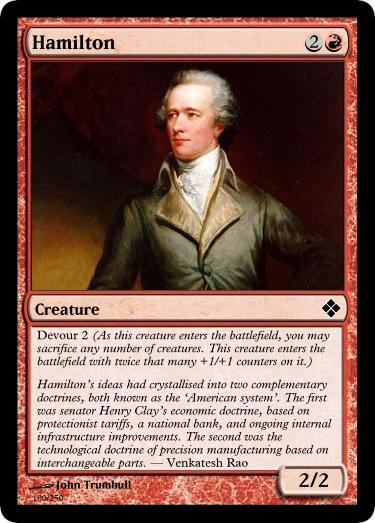 Hamilton 2
Creature
Devour 2 (As this creature enters the battlefield, you may
sacrifice any number of creatures. This creature enters the
battlefield with twice that many +1/+1 counters on it.)
Hamilton's ideas had crystallised into two complementary
doctrines, both known as the 'American system'. The first
was senator Henry Clay's economic doctrine, based on
protectionist tariffs, a national bank, and ongoing internal
infrastructure improvements. The second was the
technological doctrine of precision manufacturing based on
interchangeable parts. — Venkatesh Rao
2/2
John Trumbull
100/250